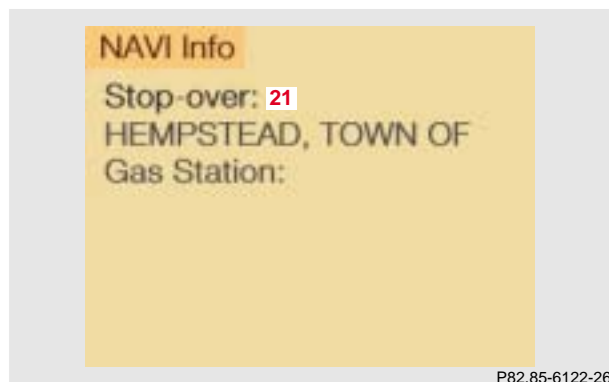 NAVI Info
Stop-over: 21
HEMPSTEAD, TOWN OF
Gas Station:
P82.85-6122-26